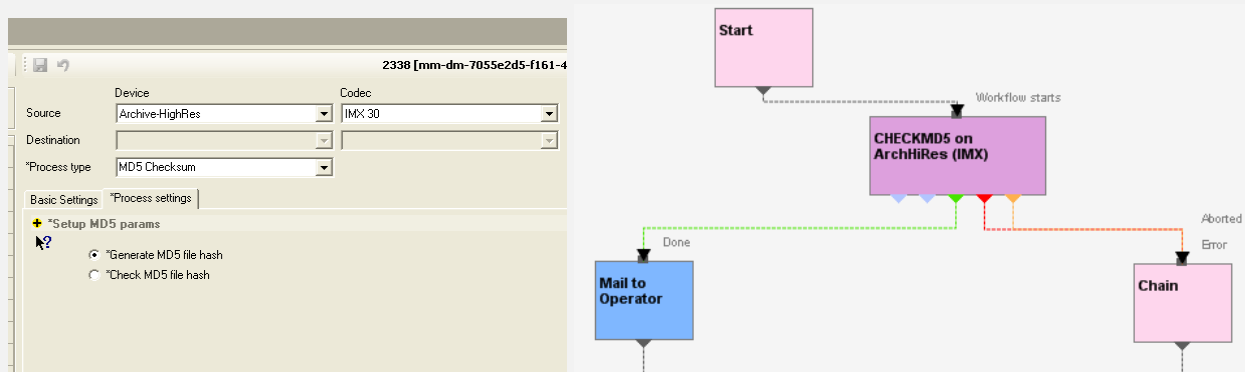 2338 [mm-dm-7055e2d5-f161-4
Device
Codec
Source
Archive-HighRes
IMX 30
Destination
*Process type
MD5 Checksum
Basic Settings
*Process settings
*Setup MD5 params
*Generate MD5 file hash
*Check MD5 file hash
Start
Workflow starts
CHECKMD5 on
ArchHiRes (IMX)
Done
Aborted
Error
Mail to
Operator
Chain